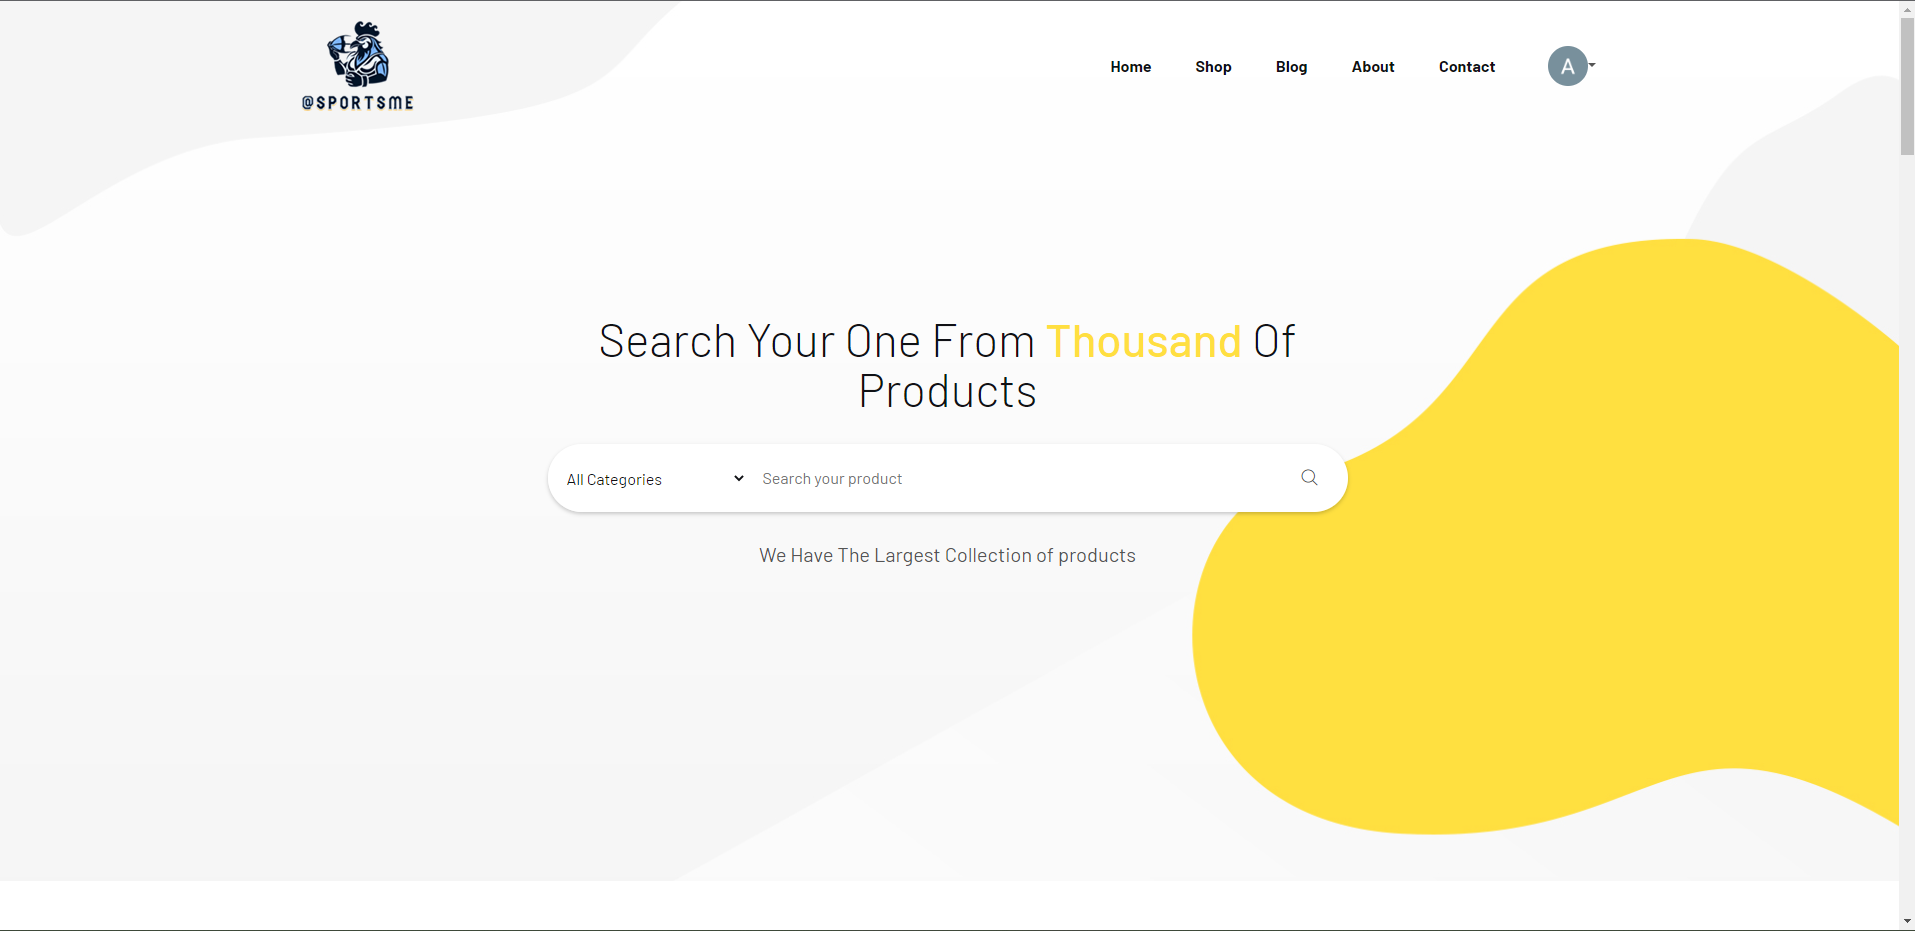 @SPORTSME
Home Shop Blog About Contact A
Search Your One From Thousand Of
Products
All Categories Search your product
We Have The Largest Collection of products